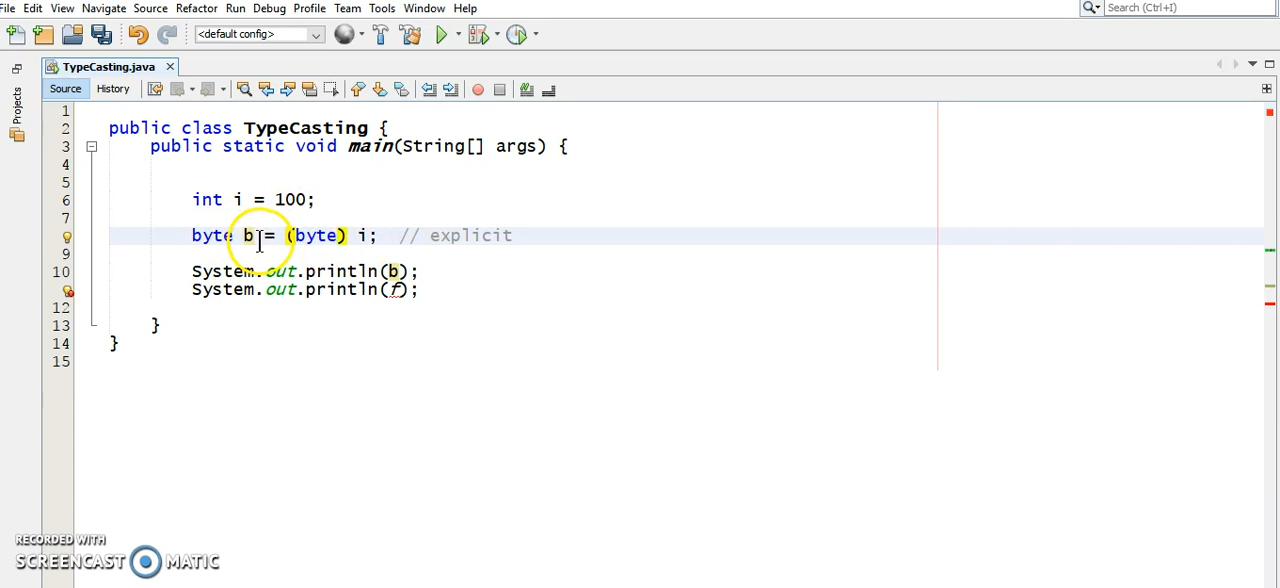 File Edit View Navigate Source Refactor Run Debug Profile Team Tools Window Help
Search (Ctrl+I)
<default config>
TypeCasting.java
Projects
Source History
1
2 public class TypeCasting {
3 public static void main(String[] args) {
4
5
6 int i = 100;
7
byte b = (byte) i; // explicit
9
10 System.out.println(b);
System.out.println(f);
12
13 }
14 }
15
RECORDED WITH
SCREENCAST MATIC